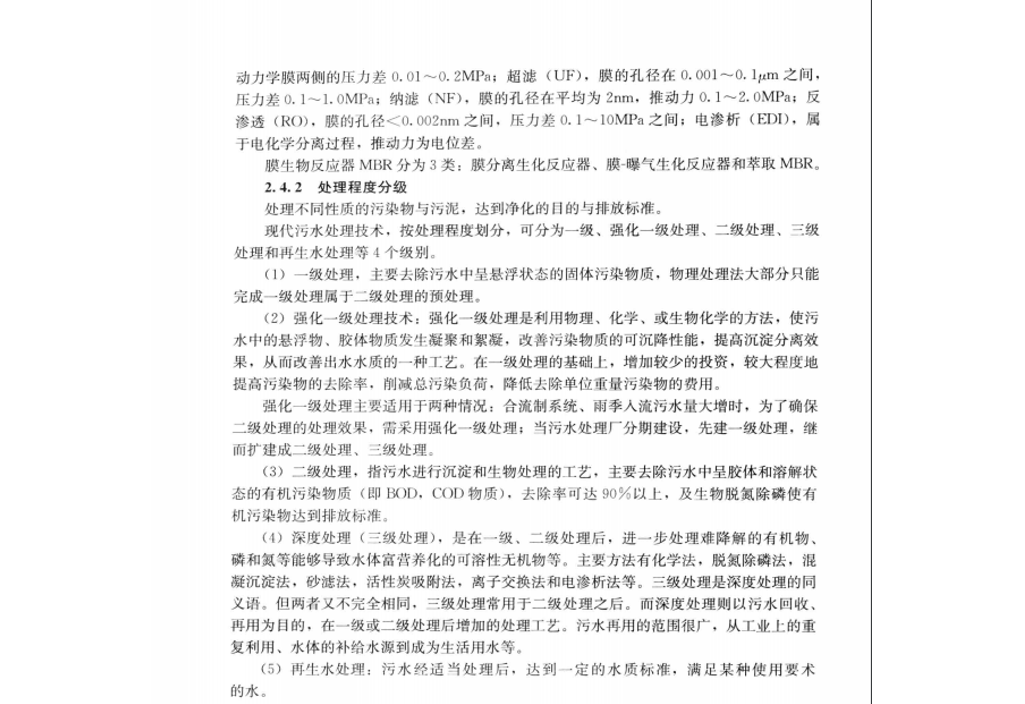 动力学膜两侧的压力差 0.01～0.2MPa；超滤（UF），膜的孔径在 0.001～0.1μm 之间，
压力差 0.1～1.0MPa；纳滤（NF），膜的孔径在平均为 2nm，推动力 0.1～2.0MPa；反
渗透（RO），膜的孔径＜0.002nm 之间，压力差 0.1～10MPa 之间；电渗析（EDI），属
于电化学分离过程，推动力为电位差。
膜生物反应器 MBR 分为 3 类：膜分离生化反应器、膜-曝气生化反应器和萃取 MBR。
2.4.2 处理程度分级
处理不同性质的污染物与污泥，达到净化的目的与排放标准。
现代污水处理技术，按处理程度划分，可分为一级、强化一级处理、二级处理、三级
处理和再生水处理等 4 个级别。
（1）一级处理，主要去除污水中呈悬浮状态的固体污染物质，物理处理法大部分只能
完成一级处理属于二级处理的预处理。
（2）强化一级处理技术：强化一级处理是利用物理、化学、或生物化学的方法，使污
水中的悬浮物、胶体物质发生凝聚和絮凝，改善污染物质的可沉降性能，提高沉淀分离效
果，从而改善出水水质的一种工艺。在一级处理的基础上，增加较少的投资，较大程度地
提高污染物的去除率，削减总污染负荷，降低去除单位重量污染物的费用。
强化一级处理主要适用于两种情况：合流制系统、雨季入流污水量大增时，为了确保
二级处理的处理效果，需采用强化一级处理；当污水处理厂分期建设，先建一级处理，继
而扩建成二级处理、三级处理。
（3）二级处理，指污水进行沉淀和生物处理的工艺，主要去除污水中呈胶体和溶解状
态的有机污染物质（即 BOD，COD 物质），去除率可达 90％以上，及生物脱氮除磷使有
机污染物达到排放标准。
（4）深度处理（三级处理），是在一级、二级处理后，进一步处理难降解的有机物、
磷和氮等能够导致水体富营养化的可溶性无机物等。主要方法有化学法，脱氮除磷法，混
凝沉淀法，砂滤法，活性炭吸附法，离子交换法和电渗析法等。三级处理是深度处理的同
义语。但两者又不完全相同，三级处理常用于二级处理之后。而深度处理则以污水回收、
再用为目的，在一级或二级处理后增加的处理工艺。污水再用的范围很广，从工业上的重
复利用、水体的补给水源到成为生活用水等。
（5）再生水处理：污水经适当处理后，达到一定的水质标准，满足某种使用要术
的水。